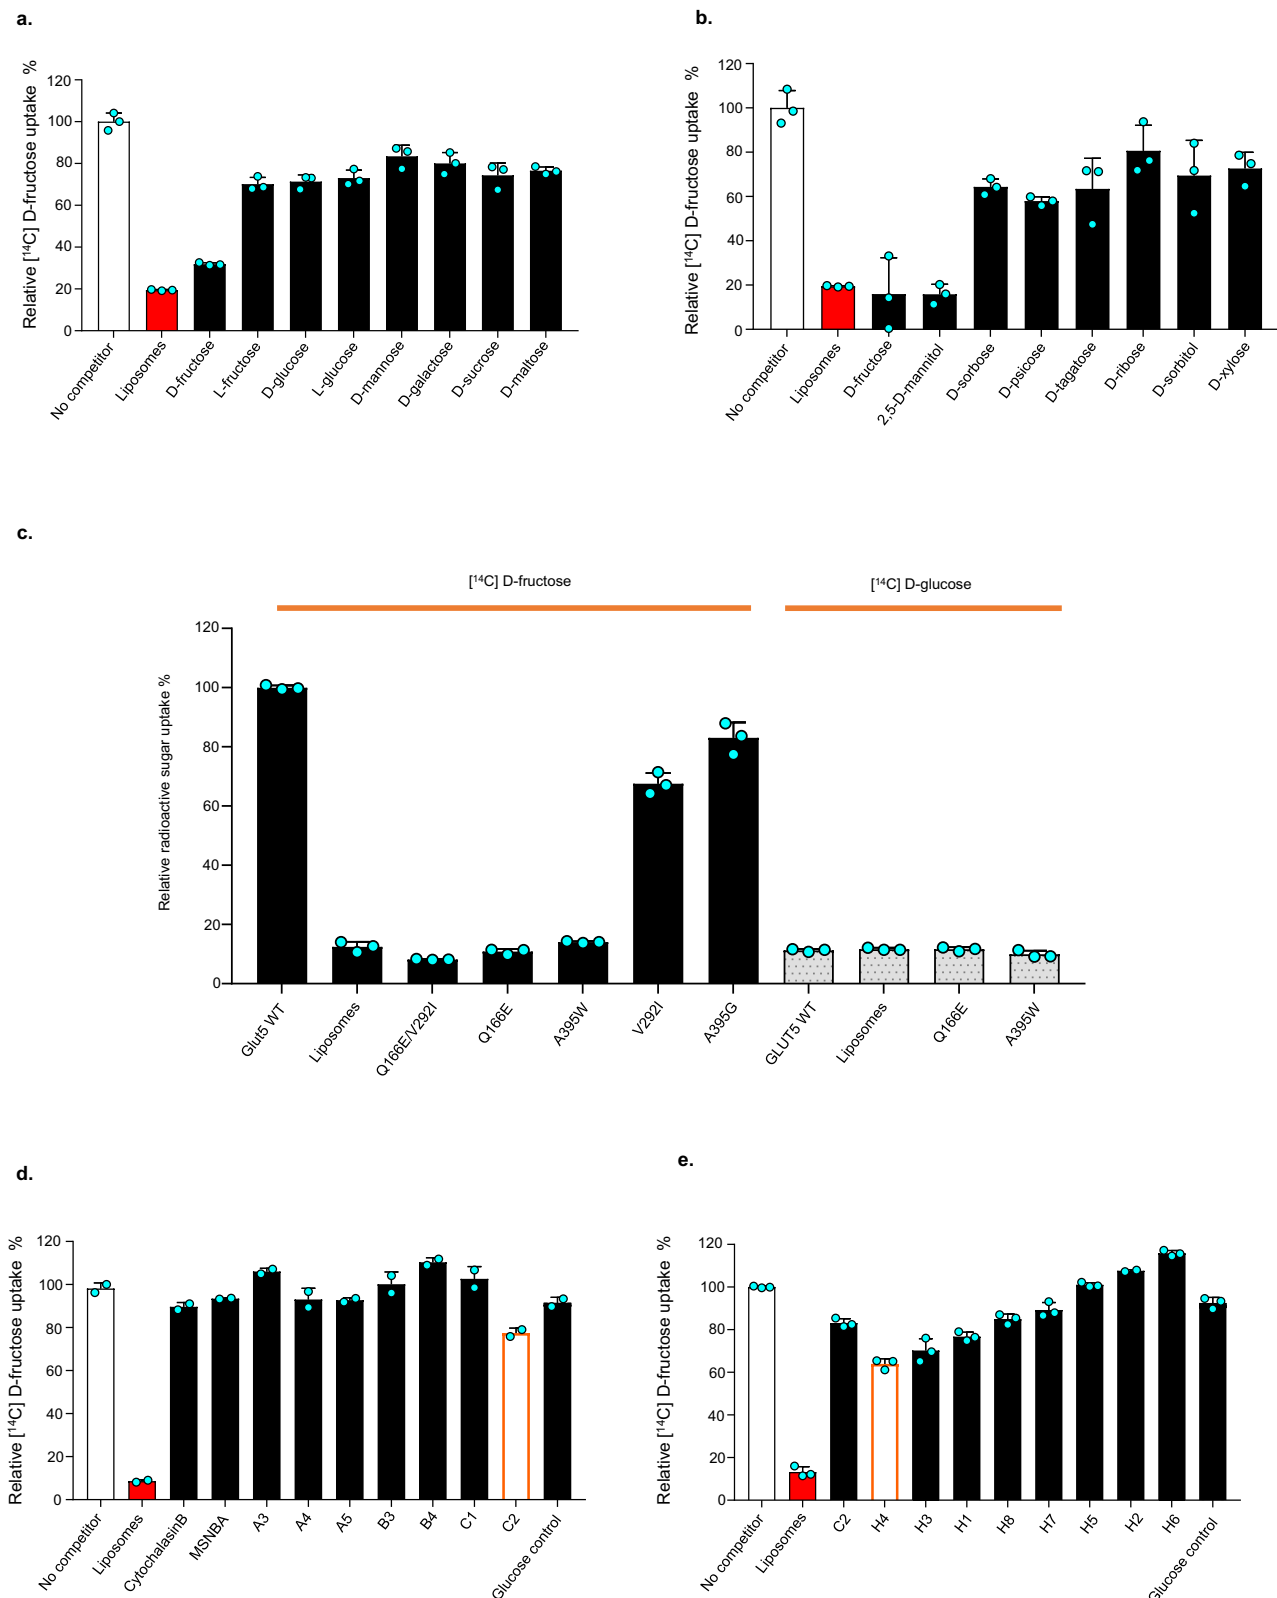 a.
Relative [¹⁴C] D-fructose uptake %
120
100
80
60
40
20
0
No competitor
Liposomes
D-fructose
L-fructose
D-glucose
L-glucose
D-mannose
D-galactose
D-sucrose
D-maltose
b.
Relative [¹⁴C] D-fructose uptake %
120
100
80
60
40
20
0
No competitor
Liposomes
D-fructose
2,5-D-mannitol
D-sorbose
D-psicose
D-tagatose
D-ribose
D-sorbitol
D-xylose
c.
[¹⁴C] D-fructose
[¹⁴C] D-glucose
Relative radioactive sugar uptake %
120
100
80
60
40
20
0
Glut5 WT
Liposomes
Q166E/V292I
Q166E
A395W
V292I
A395G
GLUT5 WT
Liposomes
Q166E
A395W
d.
Relative [¹⁴C] D-fructose uptake %
120
100
80
60
40
20
0
No competitor
Liposomes
CytochalasinB
MSNBA
A3
A4
A5
B3
B4
C1
C2
Glucose control
e.
Relative [¹⁴C] D-fructose uptake %
120
100
80
60
40
20
0
No competitor
Liposomes
C2
H4
H3
H1
H8
H7
H5
H2
H6
Glucose control